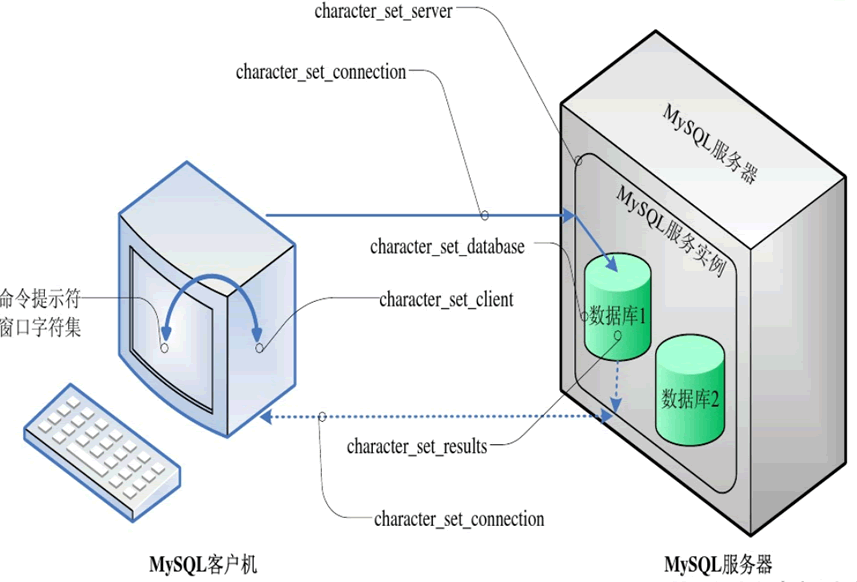 character_set_server
character_set_connection
MySQL服务器
MySQL服务实例
character_set_database
命令提示符
窗口字符集
character_set_client
数据库1
数据库2
character_set_results
character_set_connection
MySQL客户机
MySQL服务器